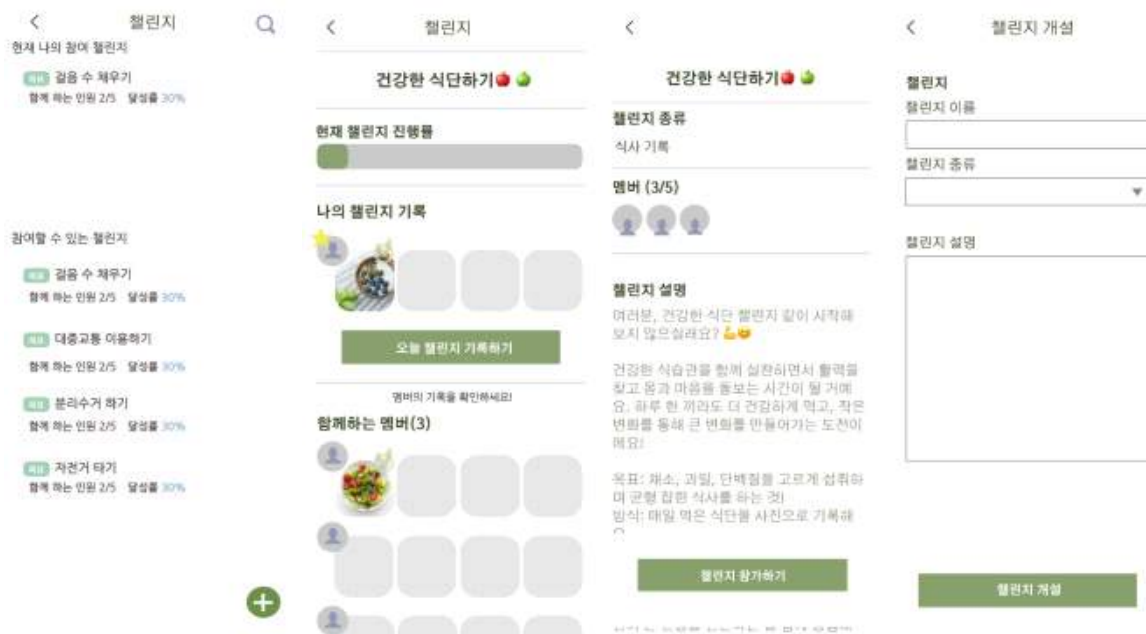 챌린지
현재 나의 참여 챌린지
걸음 수 채우기
함께 하는 인원 2/5 달성률 30%
참여할 수 있는 챌린지
걸음 수 채우기
함께 하는 인원 2/5 달성률 30%
대중교통 이용하기
함께 하는 인원 2/5 달성률 30%
분리수거 하기
함께 하는 인원 2/5 달성률 30%
자전거 타기
함께 하는 인원 2/5 달성률 30%
챌린지
건강한 식단하기🍎🍏
현재 챌린지 진행률
나의 챌린지 기록
오늘 챌린지 기록하기
멤버의 기록을 확인하세요!
함께하는 멤버(3)
건강한 식단하기🍎🍏
챌린지 종류
식사 기록
멤버 (3/5)
챌린지 설명
여러분, 건강한 식단 챌린지 같이 시작해
보지 않으실래요?
건강한 식습관을 함께 실천하면서 활력을
찾고 몸과 마음을 돌보는 시간이 될 거예
요. 하루 한 끼라도 더 건강하게 먹고, 작은
변화를 통해 큰 변화를 만들어가는 도전이
에요!
목표: 채소, 과일, 단백질을 고르게 섭취하
며 균형 잡힌 식사를 하는 것!
방식: 매일 먹은 식단을 사진으로 기록해
챌린지 참가하기
챌린지 개설
챌린지
챌린지 이름
챌린지 종류
챌린지 설명
챌린지 개설